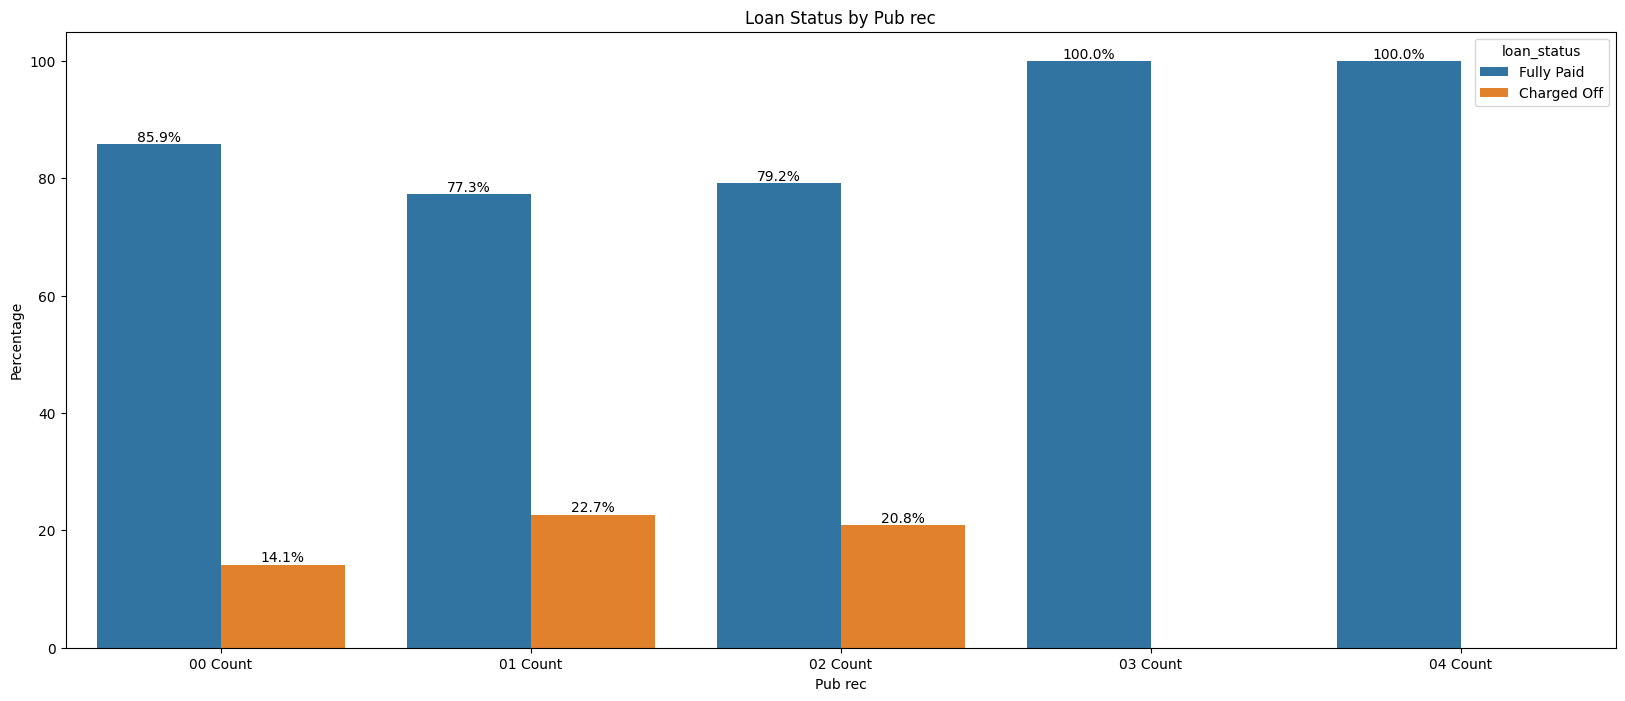 Loan Status by Pub rec
loan_status
Fully Paid
Charged Off
Percentage
100
80
60
40
20
0
85.9%
14.1%
77.3%
22.7%
79.2%
20.8%
100.0%
100.0%
00 Count
01 Count
02 Count
03 Count
04 Count
Pub rec